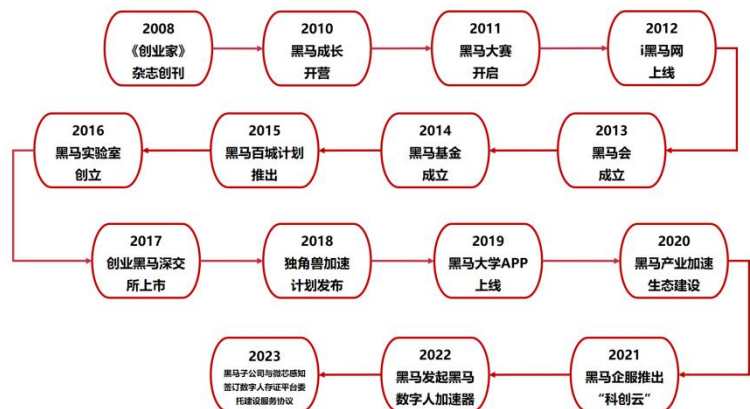 2008
《创业家》
杂志创刊
2010
黑马成长
开营
2011
黑马大赛
开启
2012
i黑马网
上线
2013
黑马会
成立
2014
黑马基金
成立
2015
黑马百城计划
推出
2016
黑马实验室
创立
2017
创业黑马深交
所上市
2018
独角兽加速
计划发布
2019
黑马大学APP
上线
2020
黑马产业加速
生态建设
2021
黑马企服推出
“科创云”
2022
黑马发起黑马
数字人加速器
2023
黑马子公司与微芯感知
签订数字人存证平台委
托建设服务协议